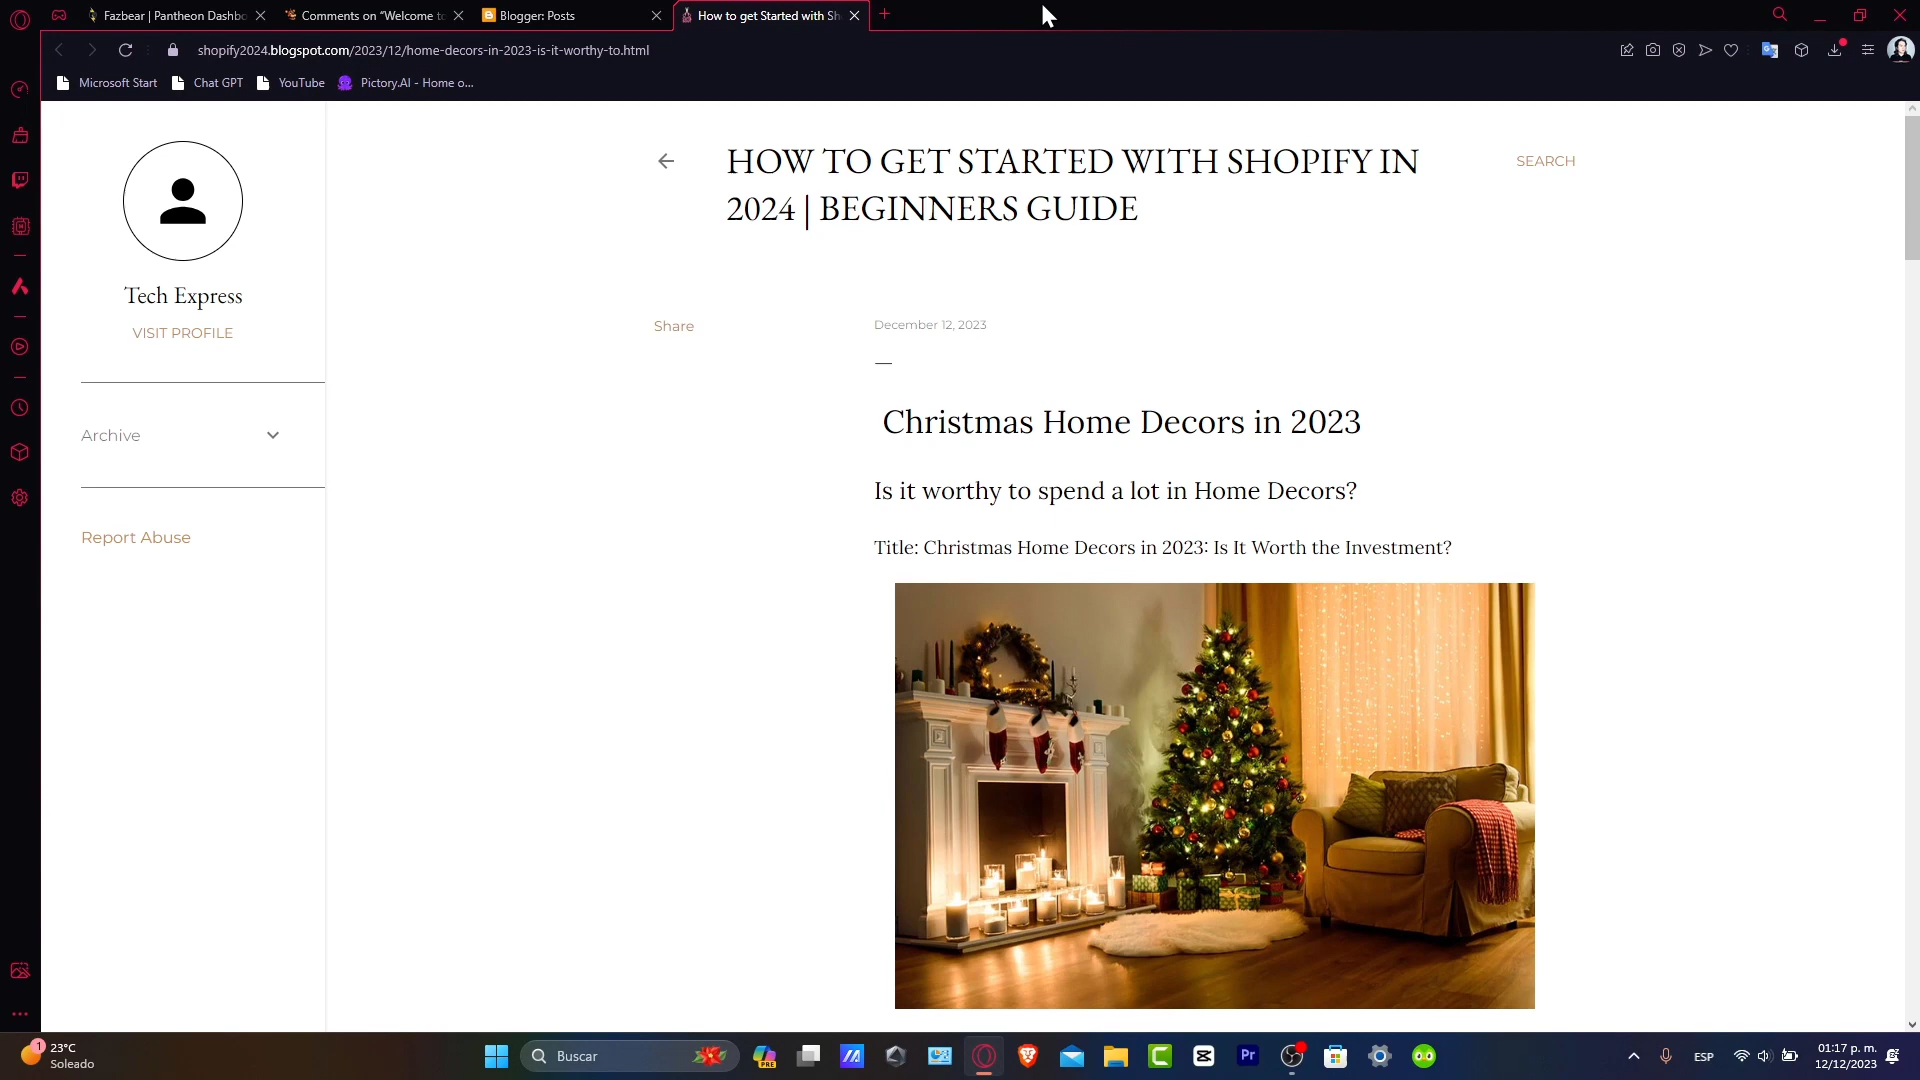 Fazbear | Pantheon Dashbo
Comments on “Welcome to
Blogger: Posts
How to get Started with Sh
shopify2024.blogspot.com/2023/12/home-decors-in-2023-is-it-worthy-to.html
Microsoft Start
Chat GPT
YouTube
Pictory.AI - Home o...
HOW TO GET STARTED WITH SHOPIFY IN
2024 | BEGINNERS GUIDE
SEARCH
Tech Express
VISIT PROFILE
Archive
Report Abuse
Share
December 12, 2023
Christmas Home Decors in 2023
Is it worthy to spend a lot in Home Decors?
Title: Christmas Home Decors in 2023: Is It Worth the Investment?
1
23°C
Soleado
Buscar
PRE
Pr
ESP
01:17 p. m.
12/12/2023